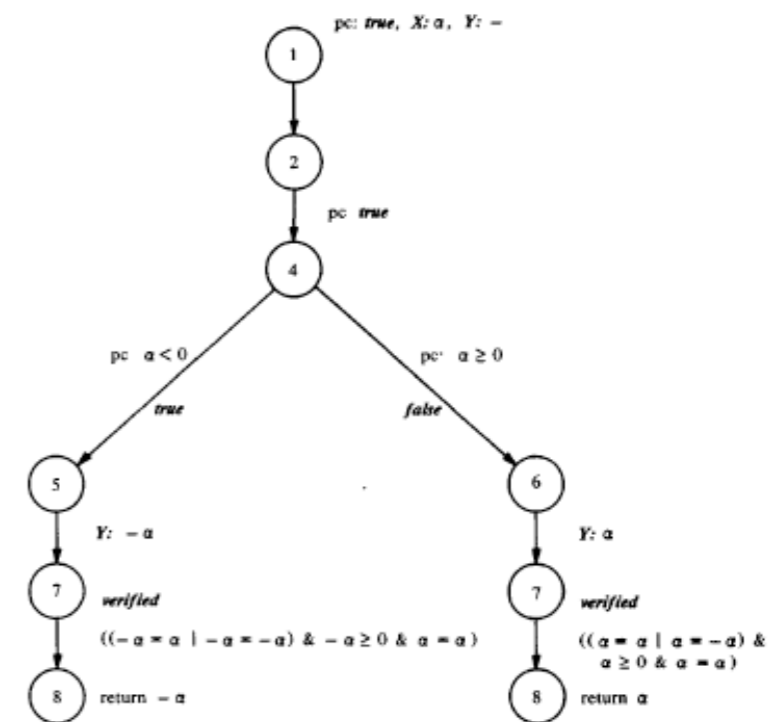 pc: true, X: α, Y: –
1
2
pc true
4
pc α < 0
pc· α ≥ 0
true
false
5
6
Y: – α
Y: α
7
7
verified
verified
((– α = α | – α = – α) & – α ≥ 0 & α = α)
((α = α | α = – α) &
α ≥ 0 & α = α)
8
return – α
8
return α